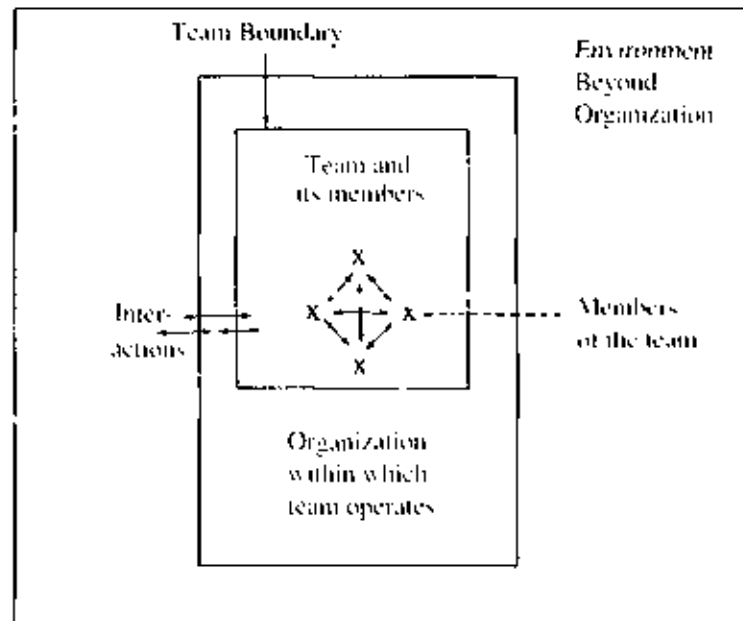 Team Boundary
Environment
Beyond
Organization
Team and
its members
X
X
X
X
Inter-
actions
Members
of the team
Organization
within which
team operates